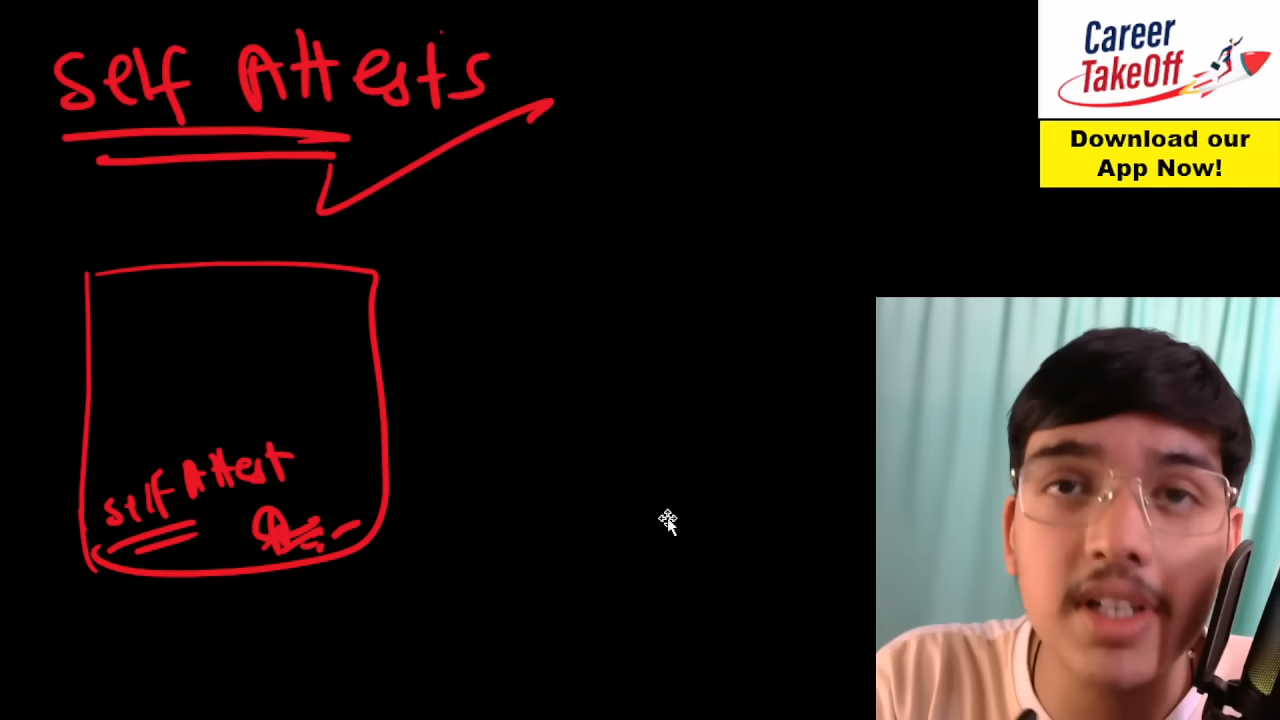 Self Attests
Career
TakeOff
Download our
App Now!
Self Attest